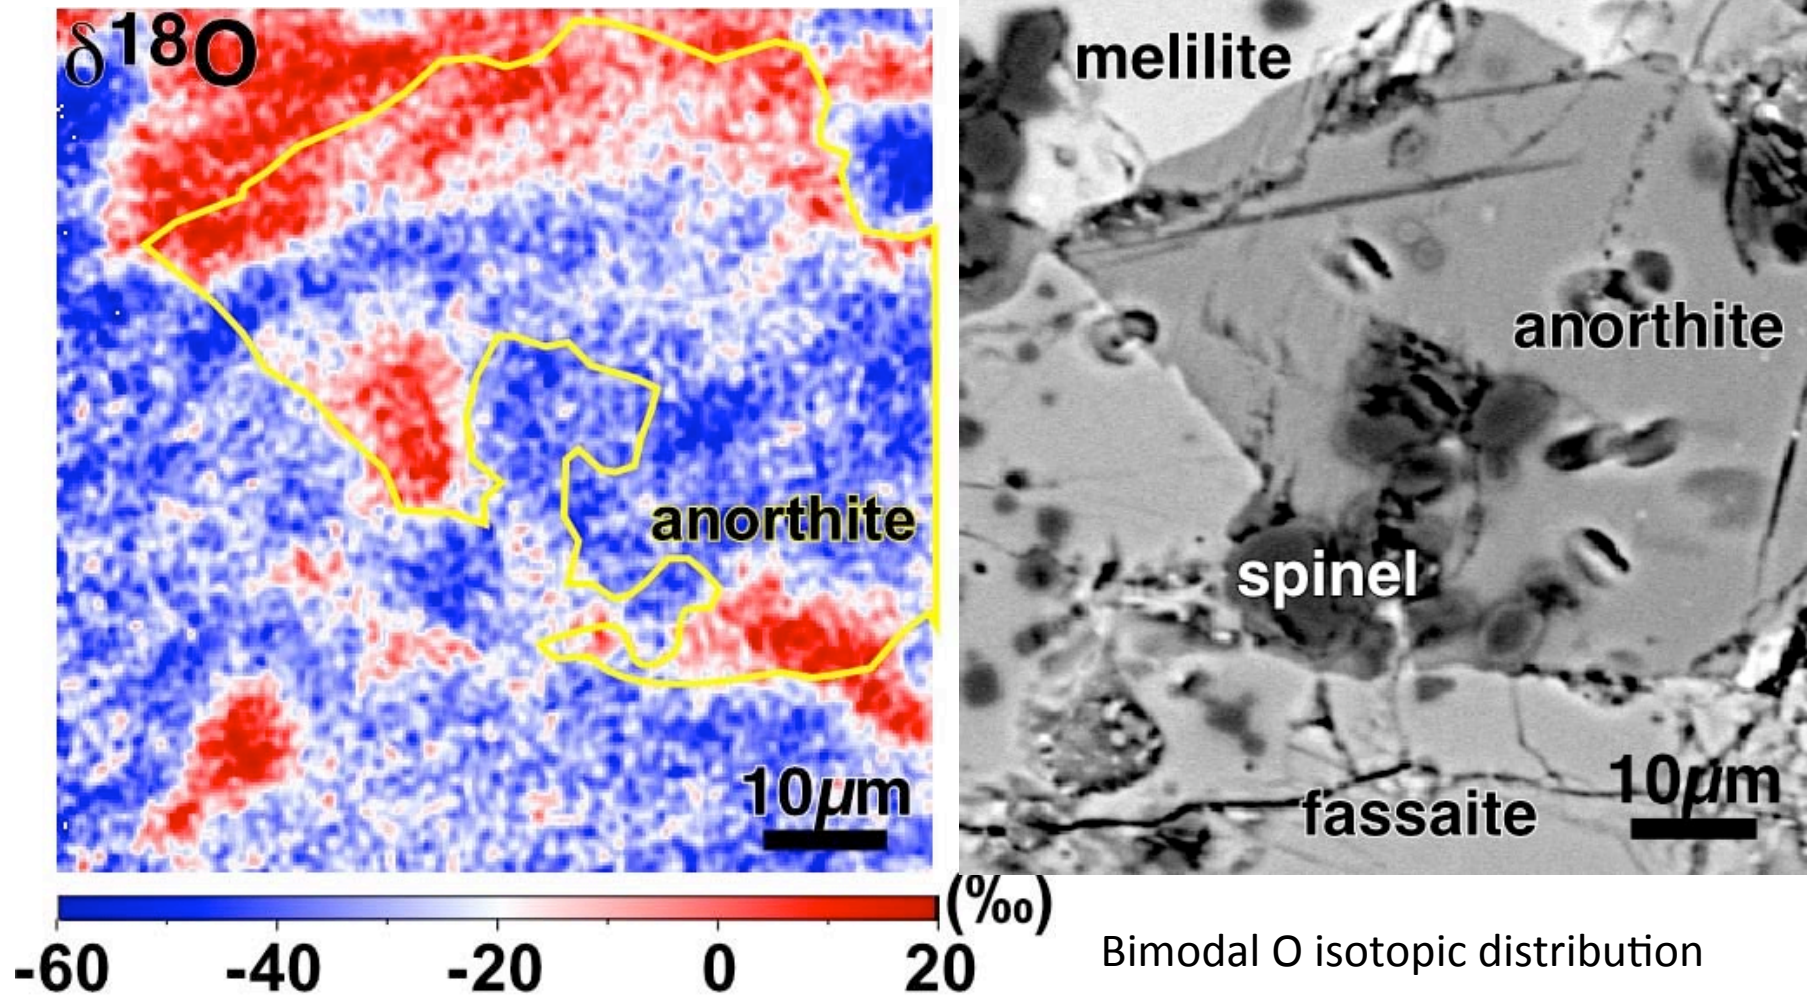 δ18O
anorthite
10μm
-60 -40 -20 0 20
(‰)
melilite
anorthite
spinel
fassaite
10μm
Bimodal O isotopic distribution